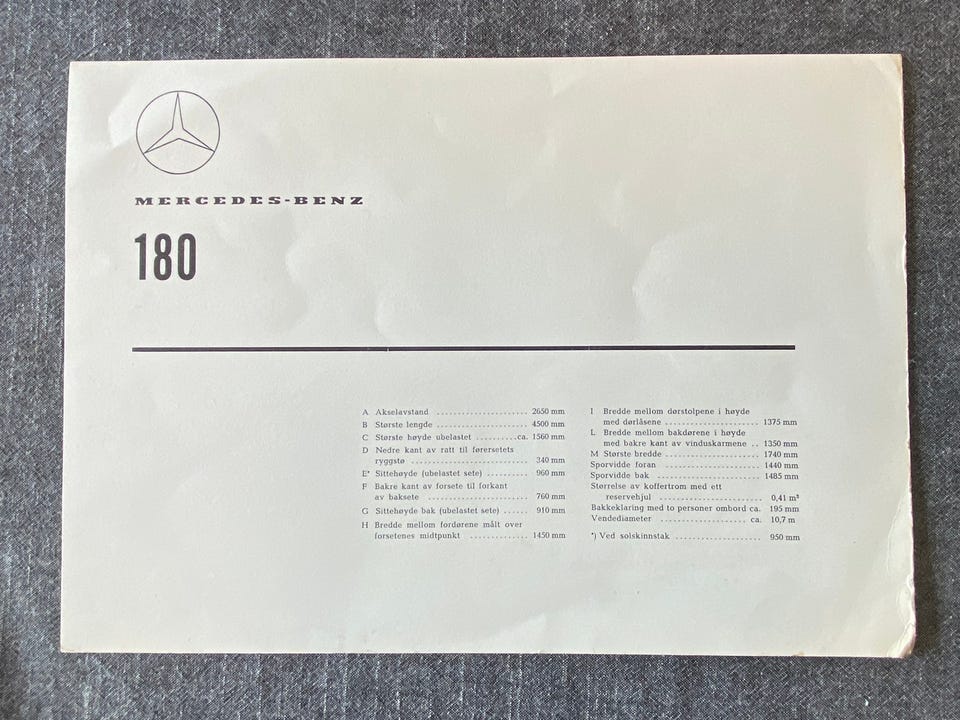 MERCEDES-BENZ
180
A Akselavstand ...................... 2650 mm
B Største lengde ...................... 4500 mm
C Største høyde ubelastet ..........ca. 1560 mm
D Nedre kant av ratt til førersetets
ryggstø ............................ 340 mm
E* Sittehøyde (ubelastet sete) .......... 960 mm
F Bakre kant av forsete til forkant
av baksete ........................ 760 mm
G Sittehøyde bak (ubelastet sete) ...... 910 mm
H Bredde mellom fordørene målt over
forsetenes midtpunkt .............. 1450 mm
I Bredde mellom dørstolpene i høyde
med dørlåsene ...................... 1375 mm
L Bredde mellom bakdørene i høyde
med bakre kant av vinduskarmene .. 1350 mm
M Største bredde ...................... 1740 mm
Sporvidde foran ...................... 1440 mm
Sporvidde bak ........................ 1485 mm
Størrelse av koffertrom med ett
reservehjul ........................ 0,41 m³
Bakkeklaring med to personer ombord ca. 195 mm
Vendediameter .................... ca. 10,7 m
*) Ved solskinnstak .................... 950 mm